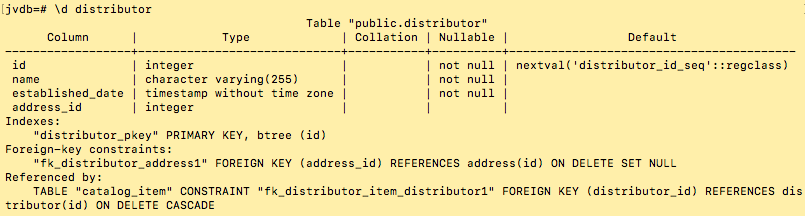 jvdb=# \d distributor
                                        Table "public.distributor"
      Column      |            Type             | Collation | Nullable |                 Default
------------------+-----------------------------+-----------+----------+-----------------------------------------
 id               | integer                     |           | not null | nextval('distributor_id_seq'::regclass)
 name             | character varying(255)      |           | not null |
 established_date | timestamp without time zone |           | not null |
 address_id       | integer                     |           |          |
Indexes:
    "distributor_pkey" PRIMARY KEY, btree (id)
Foreign-key constraints:
    "fk_distributor_address1" FOREIGN KEY (address_id) REFERENCES address(id) ON DELETE SET NULL
Referenced by:
    TABLE "catalog_item" CONSTRAINT "fk_distributor_item_distributor1" FOREIGN KEY (distributor_id) REFERENCES dis
tributor(id) ON DELETE CASCADE